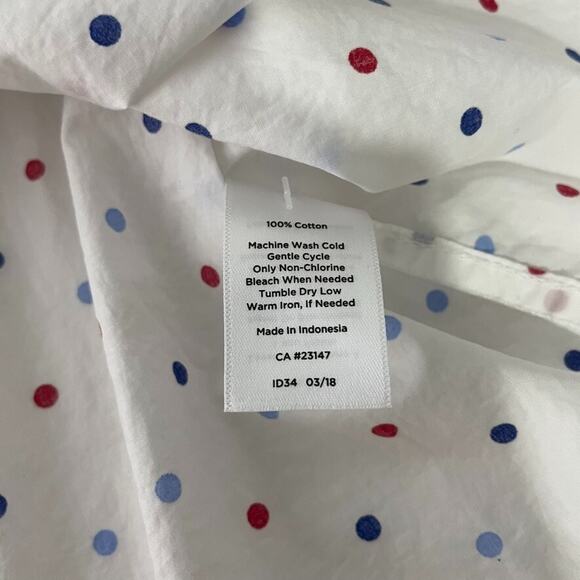 100% Cotton
Machine Wash Cold
Gentle Cycle
Only Non-Chlorine
Bleach When Needed
Tumble Dry Low
Warm Iron, If Needed
Made In Indonesia
CA #23147
ID34 03/18